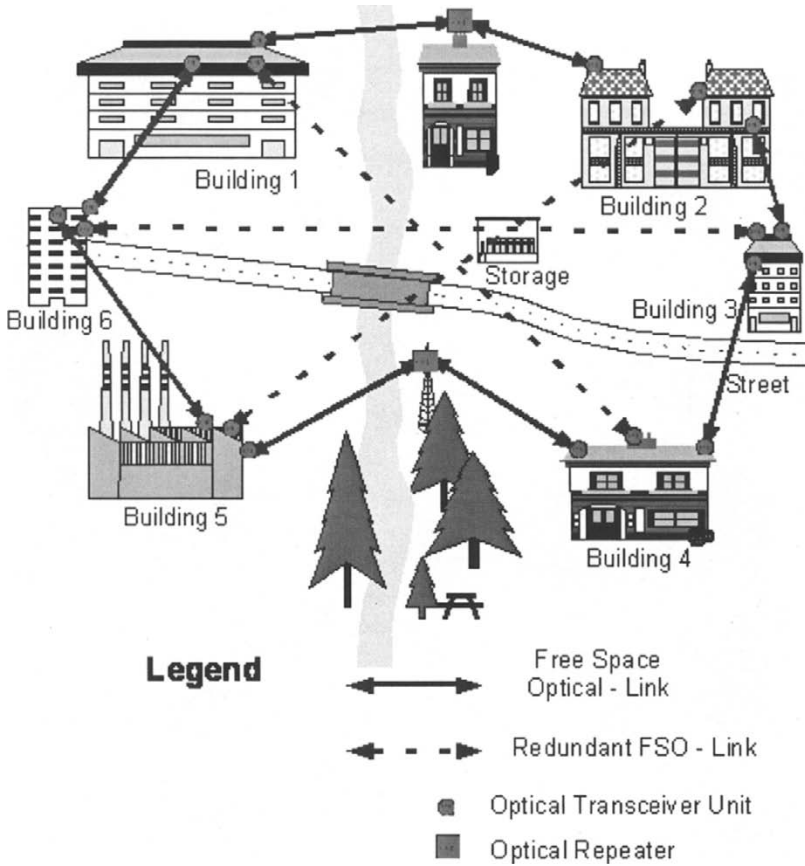 Building 1
Building 2
Storage
Building 3
Building 6
Street
Building 5
Building 4
Legend
Free Space
Optical - Link
Redundant FSO - Link
Optical Transceiver Unit
Optical Repeater